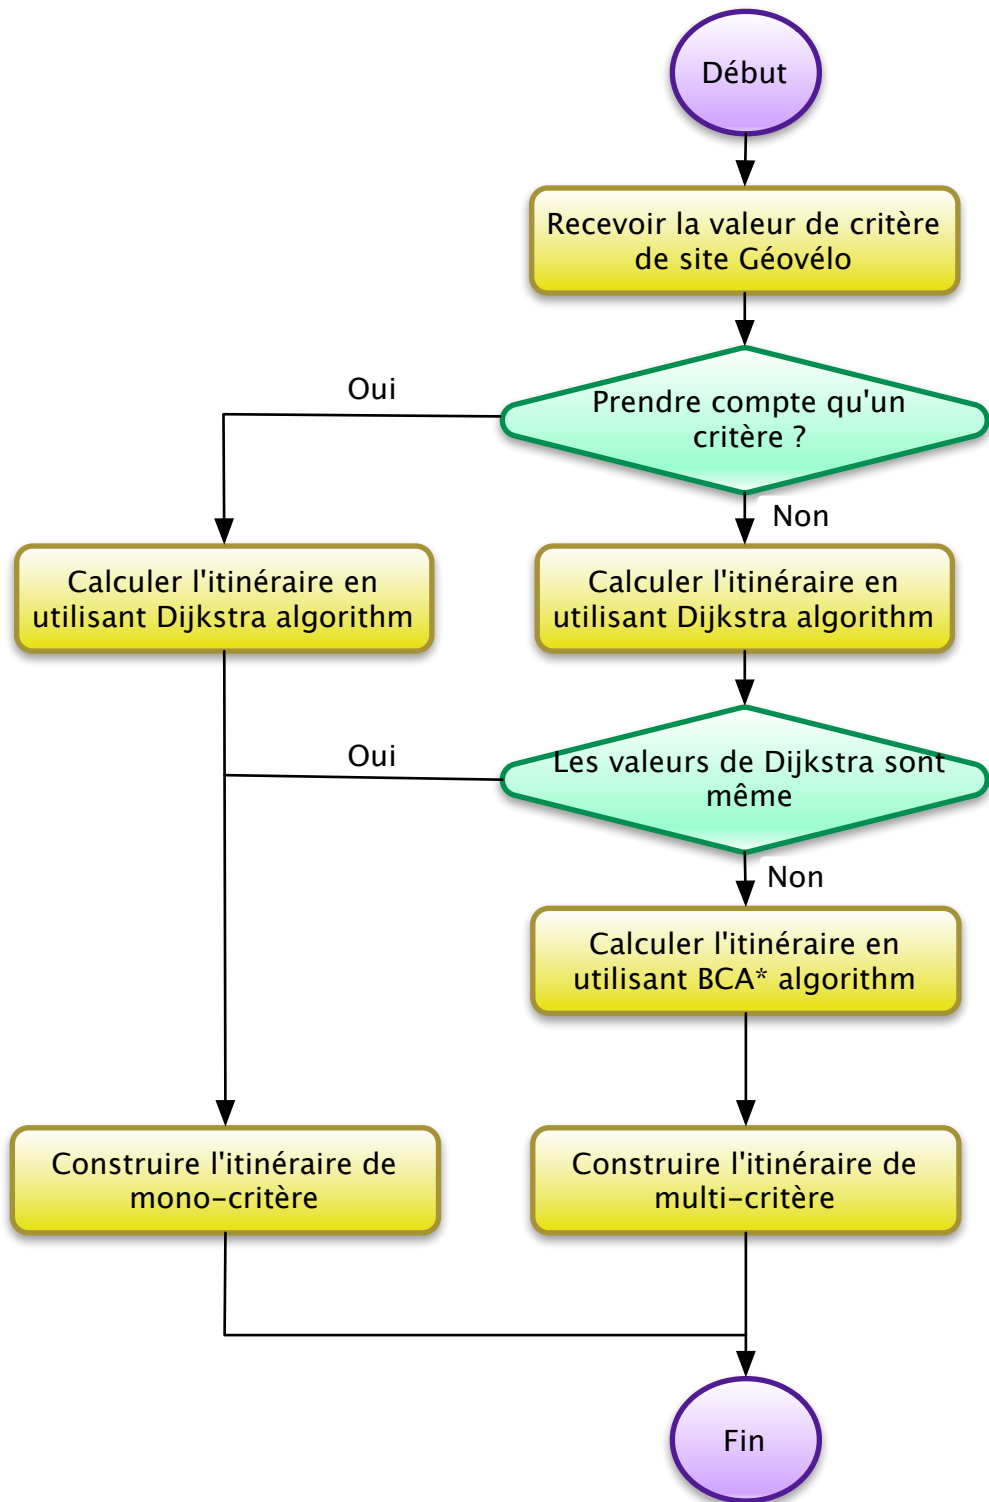 Début
Recevoir la valeur de critère
de site Géovélo
Oui
Prendre compte qu'un
critère ?
Non
Calculer l'itinéraire en
utilisant Dijkstra algorithm
Calculer l'itinéraire en
utilisant Dijkstra algorithm
Oui
Les valeurs de Dijkstra sont
même
Non
Calculer l'itinéraire en
utilisant BCA* algorithm
Construire l'itinéraire de
mono-critère
Construire l'itinéraire de
multi-critère
Fin